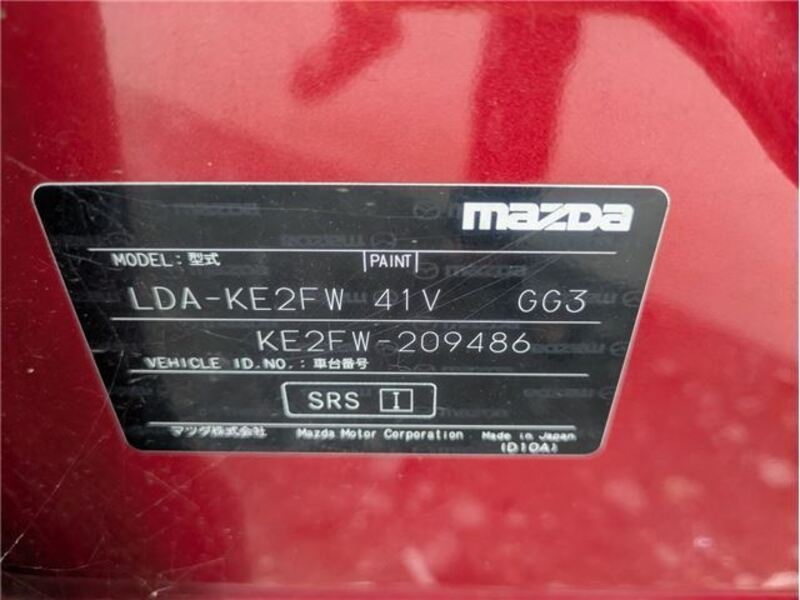 mazda
MODEL:型式 PAINT
LDA-KE2FW 41V GG3
KE2FW-209486
VEHICLE ID.NO.:車台番号
SRS I
マツダ株式会社 Mazda Motor Corporation Made in Japan
(D10A)